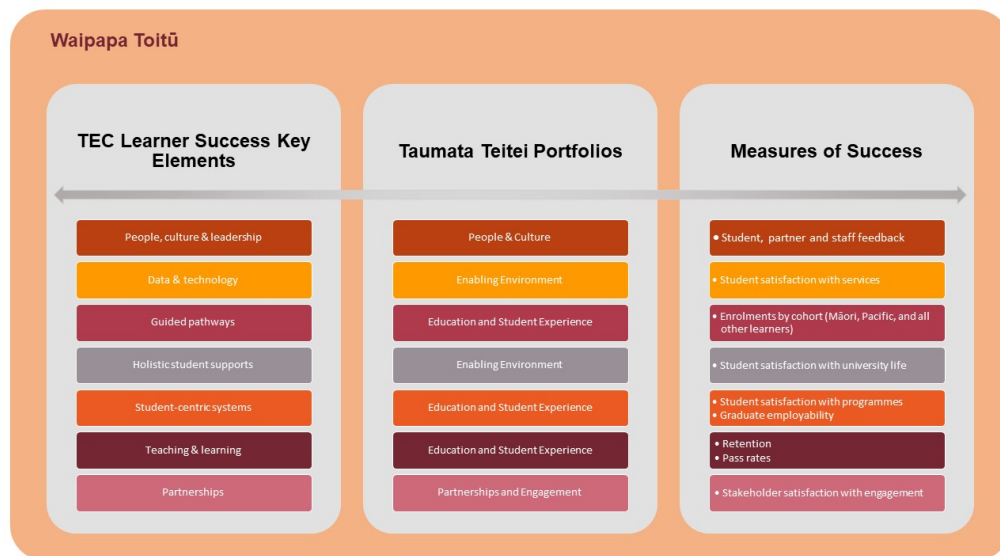 Waipapa Toitū
TEC Learner Success Key
Elements
Taumata Teitei Portfolios
Measures of Success
People, culture & leadership
People & Culture
• Student, partner and staff feedback
Data & technology
Enabling Environment
• Student satisfaction with services
Guided pathways
Education and Student Experience
• Enrolments by cohort (Māori, Pacific, and all
other learners)
Holistic student supports
Enabling Environment
• Student satisfaction with university life
Student-centric systems
Education and Student Experience
• Student satisfaction with programmes
• Graduate employability
Teaching & learning
Education and Student Experience
• Retention
• Pass rates
Partnerships
Partnerships and Engagement
• Stakeholder satisfaction with engagement